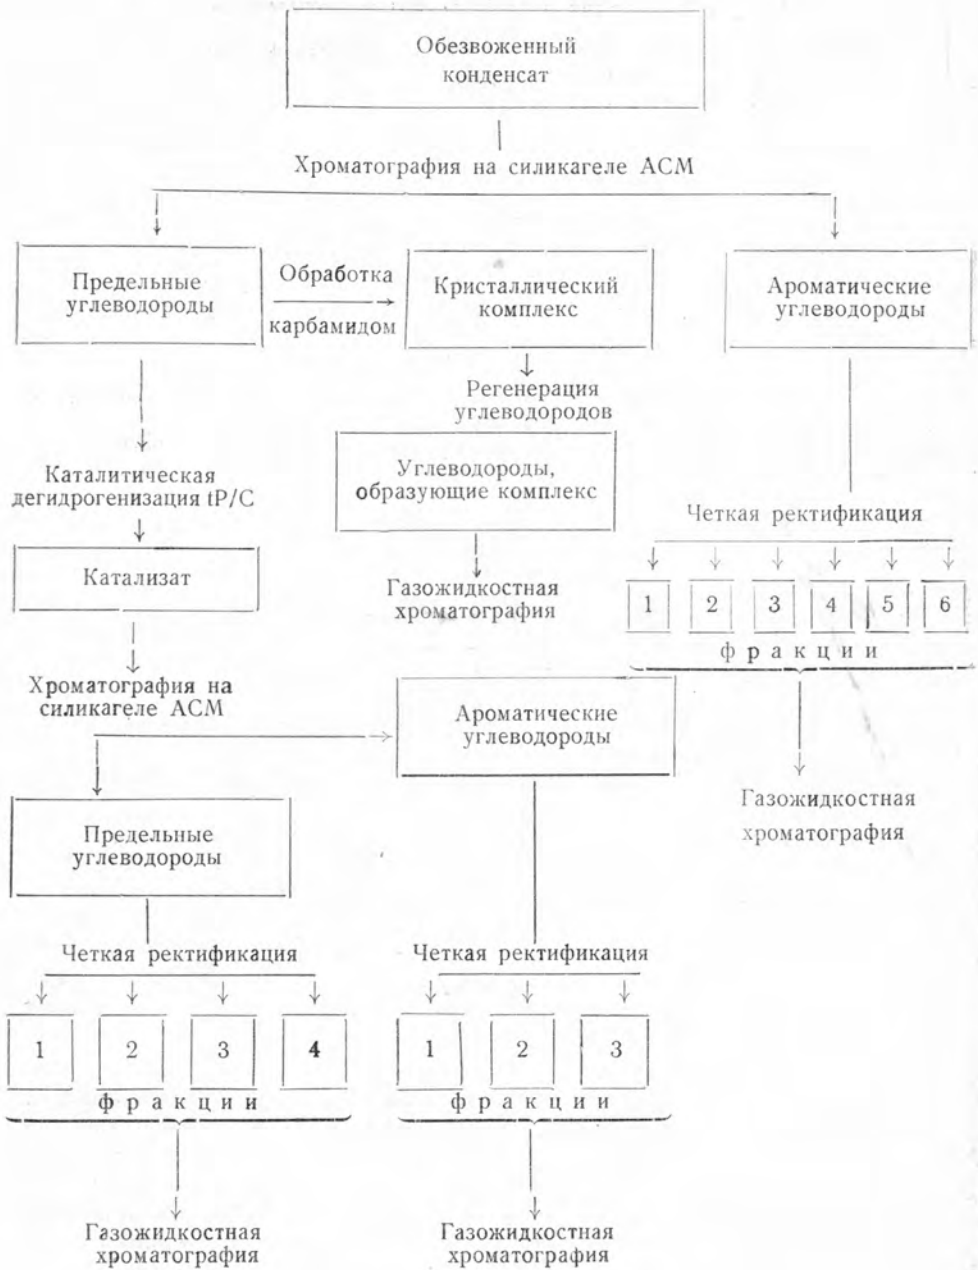 Обезвоженный
конденсат
Хроматография на силикагеле АСМ
Предельные
углеводороды
Обработка
карбамидом
Кристаллический
комплекс
Ароматические
углеводороды
Регенерация
углеводородов
Углеводороды,
образующие комплекс
Газожидкостная
хроматография
Каталитическая
дегидрогенизация tP/C
Катализат
Хроматография на
силикагеле АСМ
Четкая ректификация
1 2 3 4 5 6
фракции
Газожидкостная
хроматография
Ароматические
углеводороды
Предельные
углеводороды
Четкая ректификация
1 2 3 4
фракции
Газожидкостная
хроматография
Четкая ректификация
1 2 3
фракции
Газожидкостная
хроматография